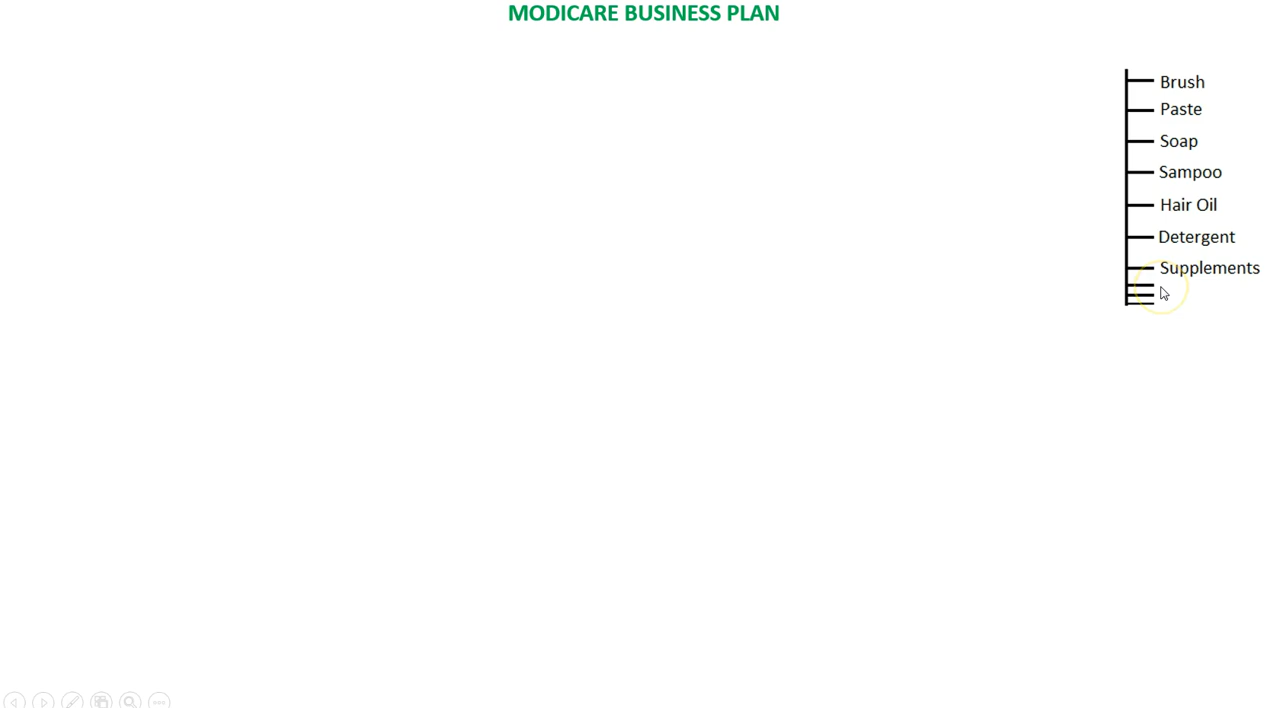 MODICARE BUSINESS PLAN
Brush
Paste
Soap
Sampoo
Hair Oil
Detergent
Supplements